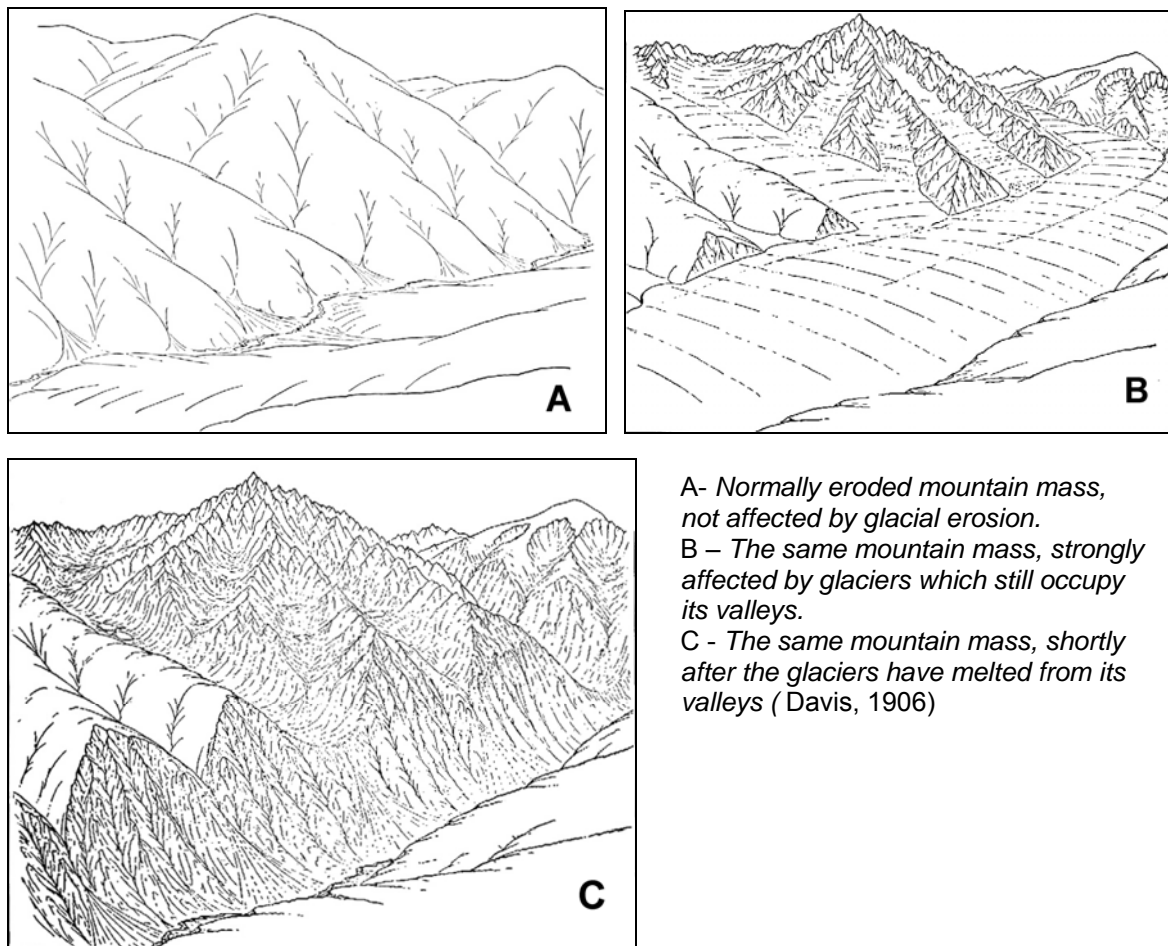 A
B
C
A- Normally eroded mountain mass,
not affected by glacial erosion.
B – The same mountain mass, strongly
affected by glaciers which still occupy
its valleys.
C - The same mountain mass, shortly
after the glaciers have melted from its
valleys ( Davis, 1906)